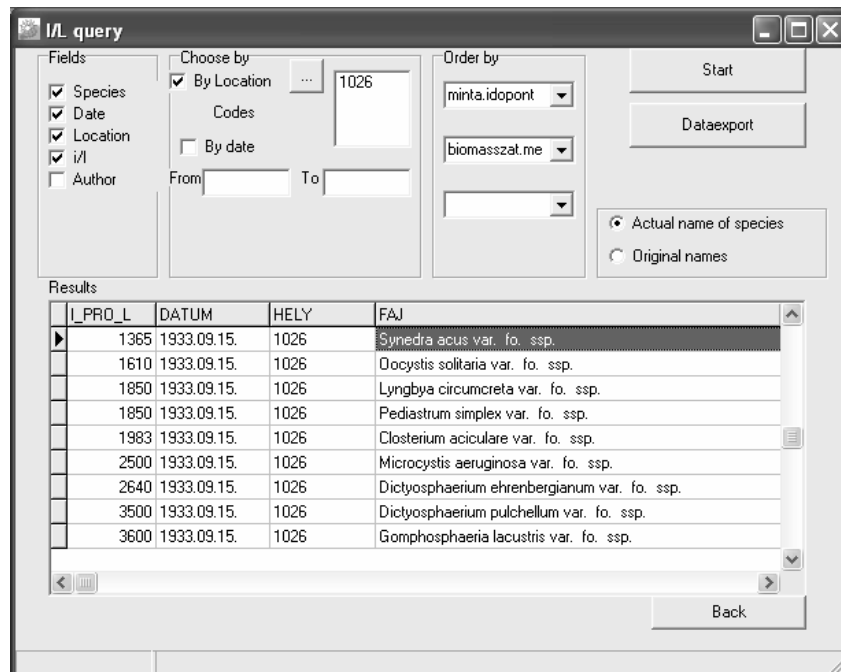 I/L query
Fields
Species
Date
Location
i/l
Author
Choose by
By Location
...
1026
Codes
By date
From
To
Order by
minta.idopont
biomasszat.me
Start
Dataexport
Actual name of species
Original names
Results
I_PRO_L DATUM HELY FAJ
1365 1933.09.15. 1026 Synedra acus var. fo. ssp.
1610 1933.09.15. 1026 Oocystis solitaria var. fo. ssp.
1850 1933.09.15. 1026 Lyngbya circumcreta var. fo. ssp.
1850 1933.09.15. 1026 Pediastrum simplex var. fo. ssp.
1983 1933.09.15. 1026 Closterium aciculare var. fo. ssp.
2500 1933.09.15. 1026 Microcystis aeruginosa var. fo. ssp.
2640 1933.09.15. 1026 Dictyosphaerium ehrenbergianum var. fo. ssp.
3500 1933.09.15. 1026 Dictyosphaerium pulchellum var. fo. ssp.
3600 1933.09.15. 1026 Gomphosphaeria lacustris var. fo. ssp.
Back